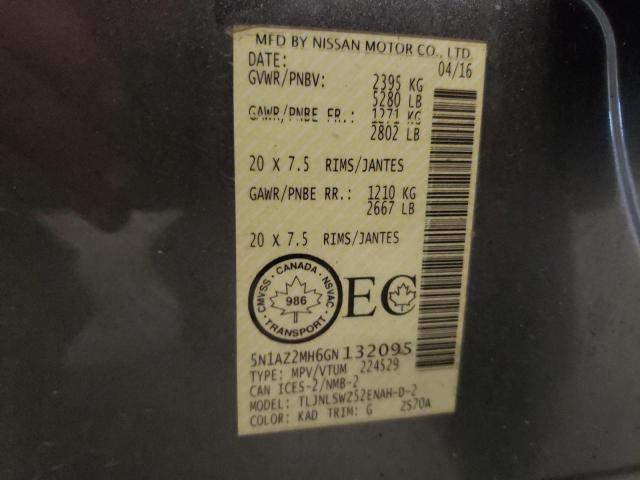 MFD BY NISSAN MOTOR CO., LTD
DATE: 04/16
GVWR/PNBV: 2395 KG
5280 LB
GAWR/PNBE FR.: 1271 KG
2802 LB
20 X 7.5 RIMS/JANTES
GAWR/PNBE RR.: 1210 KG
2667 LB
20 X 7.5 RIMS/JANTES
CMVSS - CANADA - NSVAC
986
TRANSPORT
EC
5N1AZ2MH6GN132095
TYPE: MPV/VTUM 224529
CAN ICES-2/NMB-2
MODEL: TLJNLSWZ52ENAH-D-2
COLOR: KAD TRIM: G 2S70A